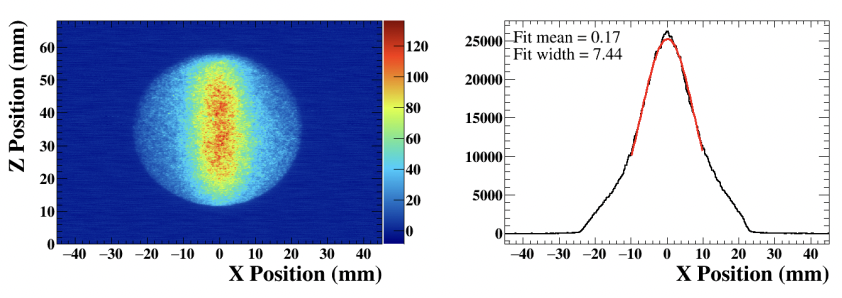 Z Position (mm)
60
50
40
30
20
10
0
−40 −30 −20 −10 0 10 20 30 40
X Position (mm)
120
100
80
60
40
20
0
Fit mean = 0.17
Fit width = 7.44
25000
20000
15000
10000
5000
0
−40 −30 −20 −10 0 10 20 30 40
X Position (mm)